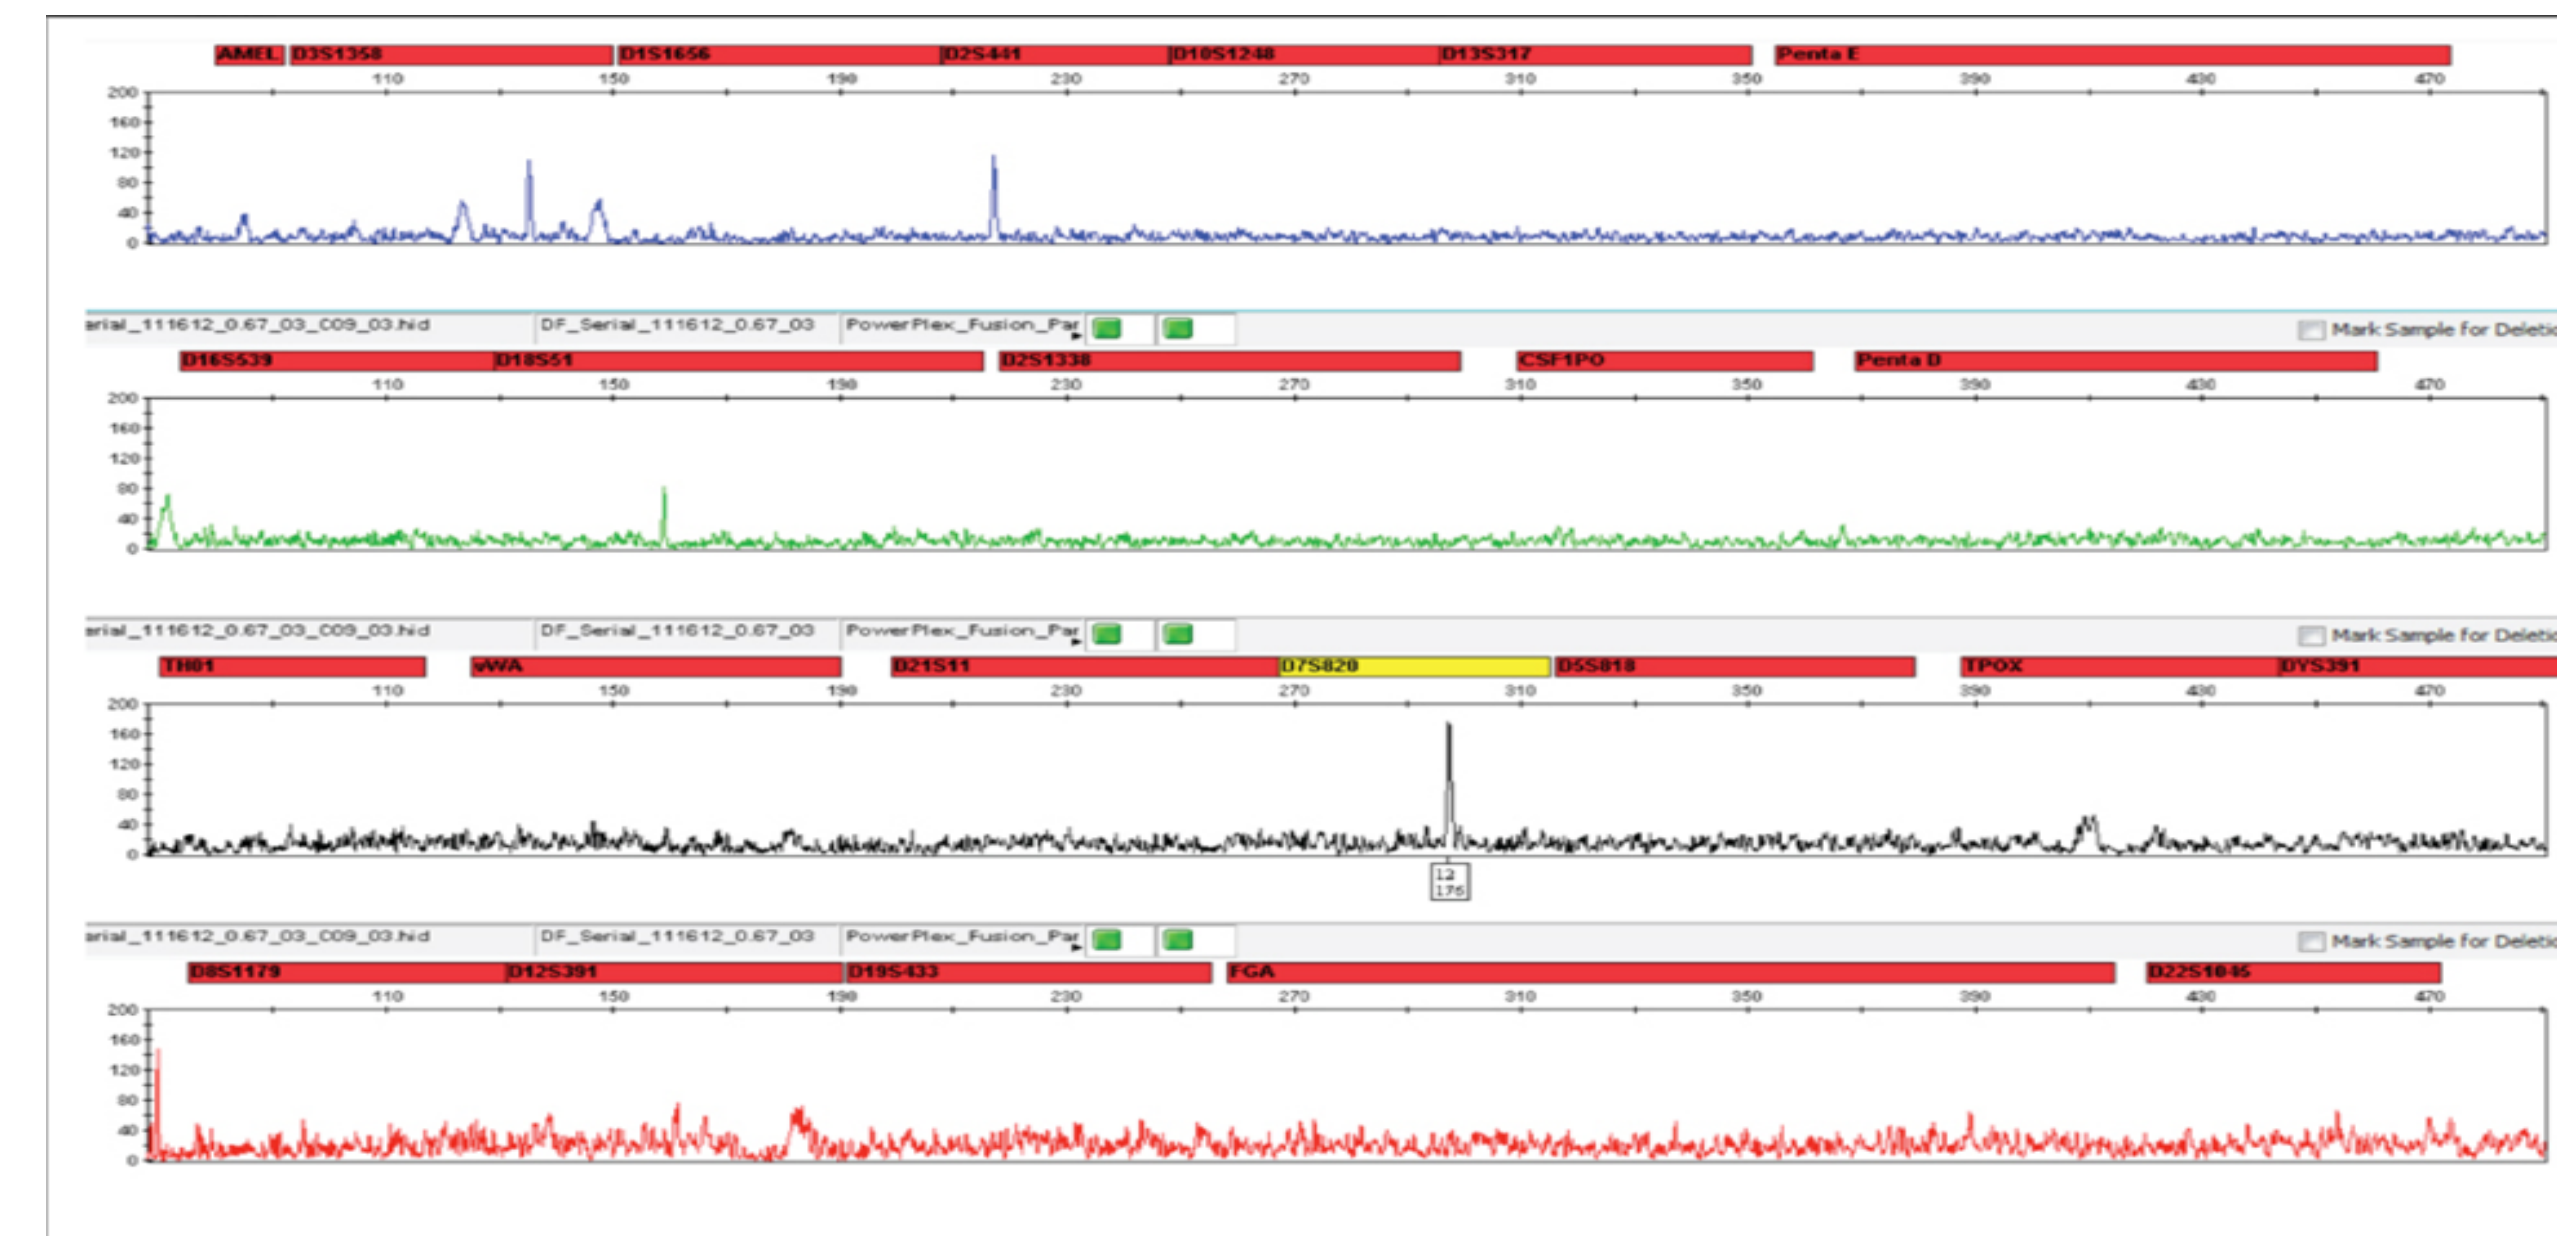 AMEL D3S1358 D1S1656 D2S441 D10S1248 D13S317 Penta E
110 150 190 230 270 310 350 390 430 470
200
160
120
80
40
0
erial_111612_0.67_03_C09_03.hid DF_Serial_111612_0.67_03 PowerPlex_Fusion_Par Mark Sample for Deletio
D16S539 D18S51 D2S1338 CSF1PO Penta D
110 150 190 230 270 310 350 390 430 470
200
160
120
80
40
0
erial_111612_0.67_03_C09_03.hid DF_Serial_111612_0.67_03 PowerPlex_Fusion_Par Mark Sample for Deletio
TH01 vWA D21S11 D7S820 D5S818 TPOX DYS391
110 150 190 230 270 310 350 390 430 470
200
160
120
80
40
0
12
176
erial_111612_0.67_03_C09_03.hid DF_Serial_111612_0.67_03 PowerPlex_Fusion_Par Mark Sample for Deletio
D8S1179 D12S391 D19S433 FGA D22S1045
110 150 190 230 270 310 350 390 430 470
200
160
120
80
40
0